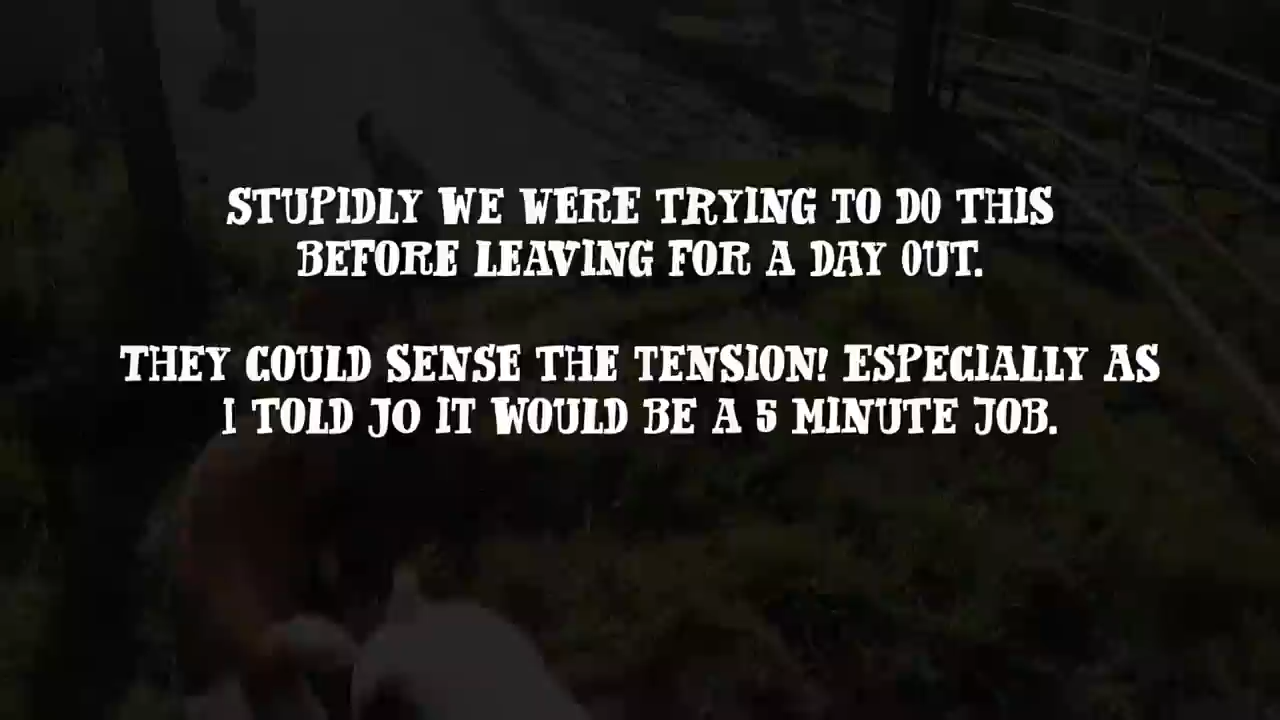 STUPIDLY WE WERE TRYING TO DO THIS
BEFORE LEAVING FOR A DAY OUT.
THEY COULD SENSE THE TENSION! ESPECIALLY AS
I TOLD JO IT WOULD BE A 5 MINUTE JOB.